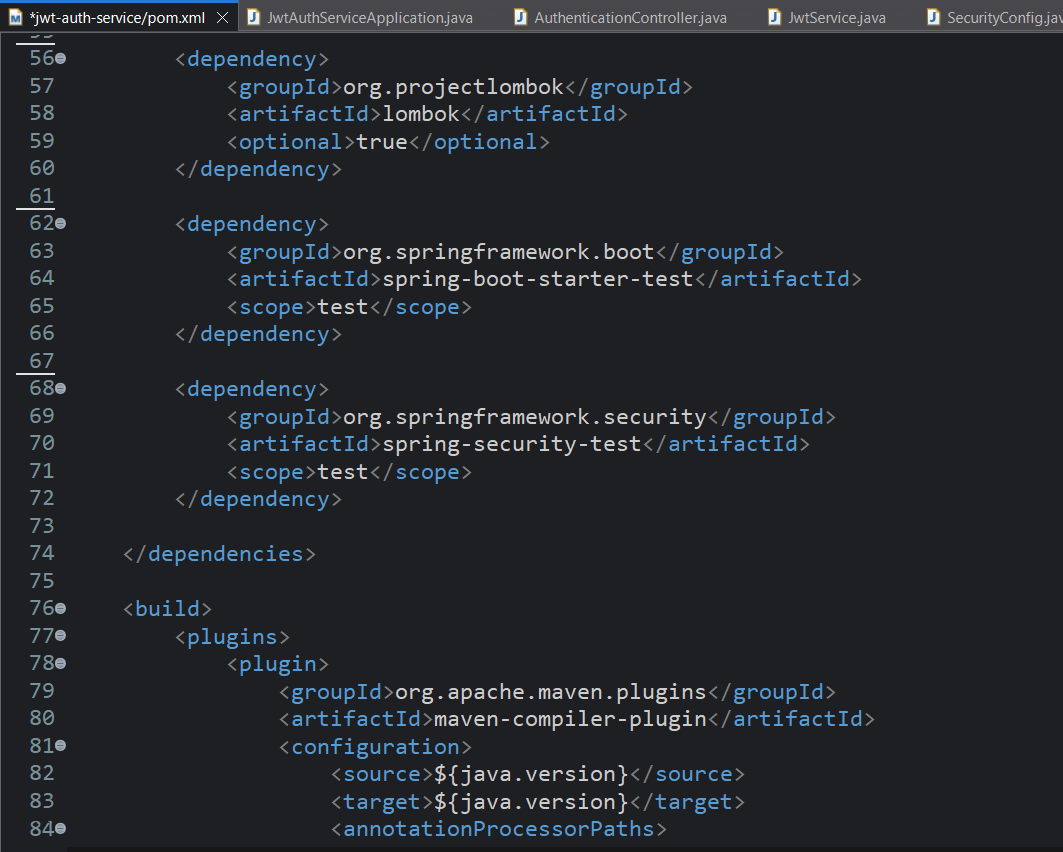 *jwt-auth-service/pom.xml JwtAuthServiceApplication.java AuthenticationController.java JwtService.java SecurityConfig.jav
55
56 <dependency>
57 <groupId>org.projectlombok</groupId>
58 <artifactId>lombok</artifactId>
59 <optional>true</optional>
60 </dependency>
61
62 <dependency>
63 <groupId>org.springframework.boot</groupId>
64 <artifactId>spring-boot-starter-test</artifactId>
65 <scope>test</scope>
66 </dependency>
67
68 <dependency>
69 <groupId>org.springframework.security</groupId>
70 <artifactId>spring-security-test</artifactId>
71 <scope>test</scope>
72 </dependency>
73
74 </dependencies>
75
76 <build>
77 <plugins>
78 <plugin>
79 <groupId>org.apache.maven.plugins</groupId>
80 <artifactId>maven-compiler-plugin</artifactId>
81 <configuration>
82 <source>${java.version}</source>
83 <target>${java.version}</target>
84 <annotationProcessorPaths>